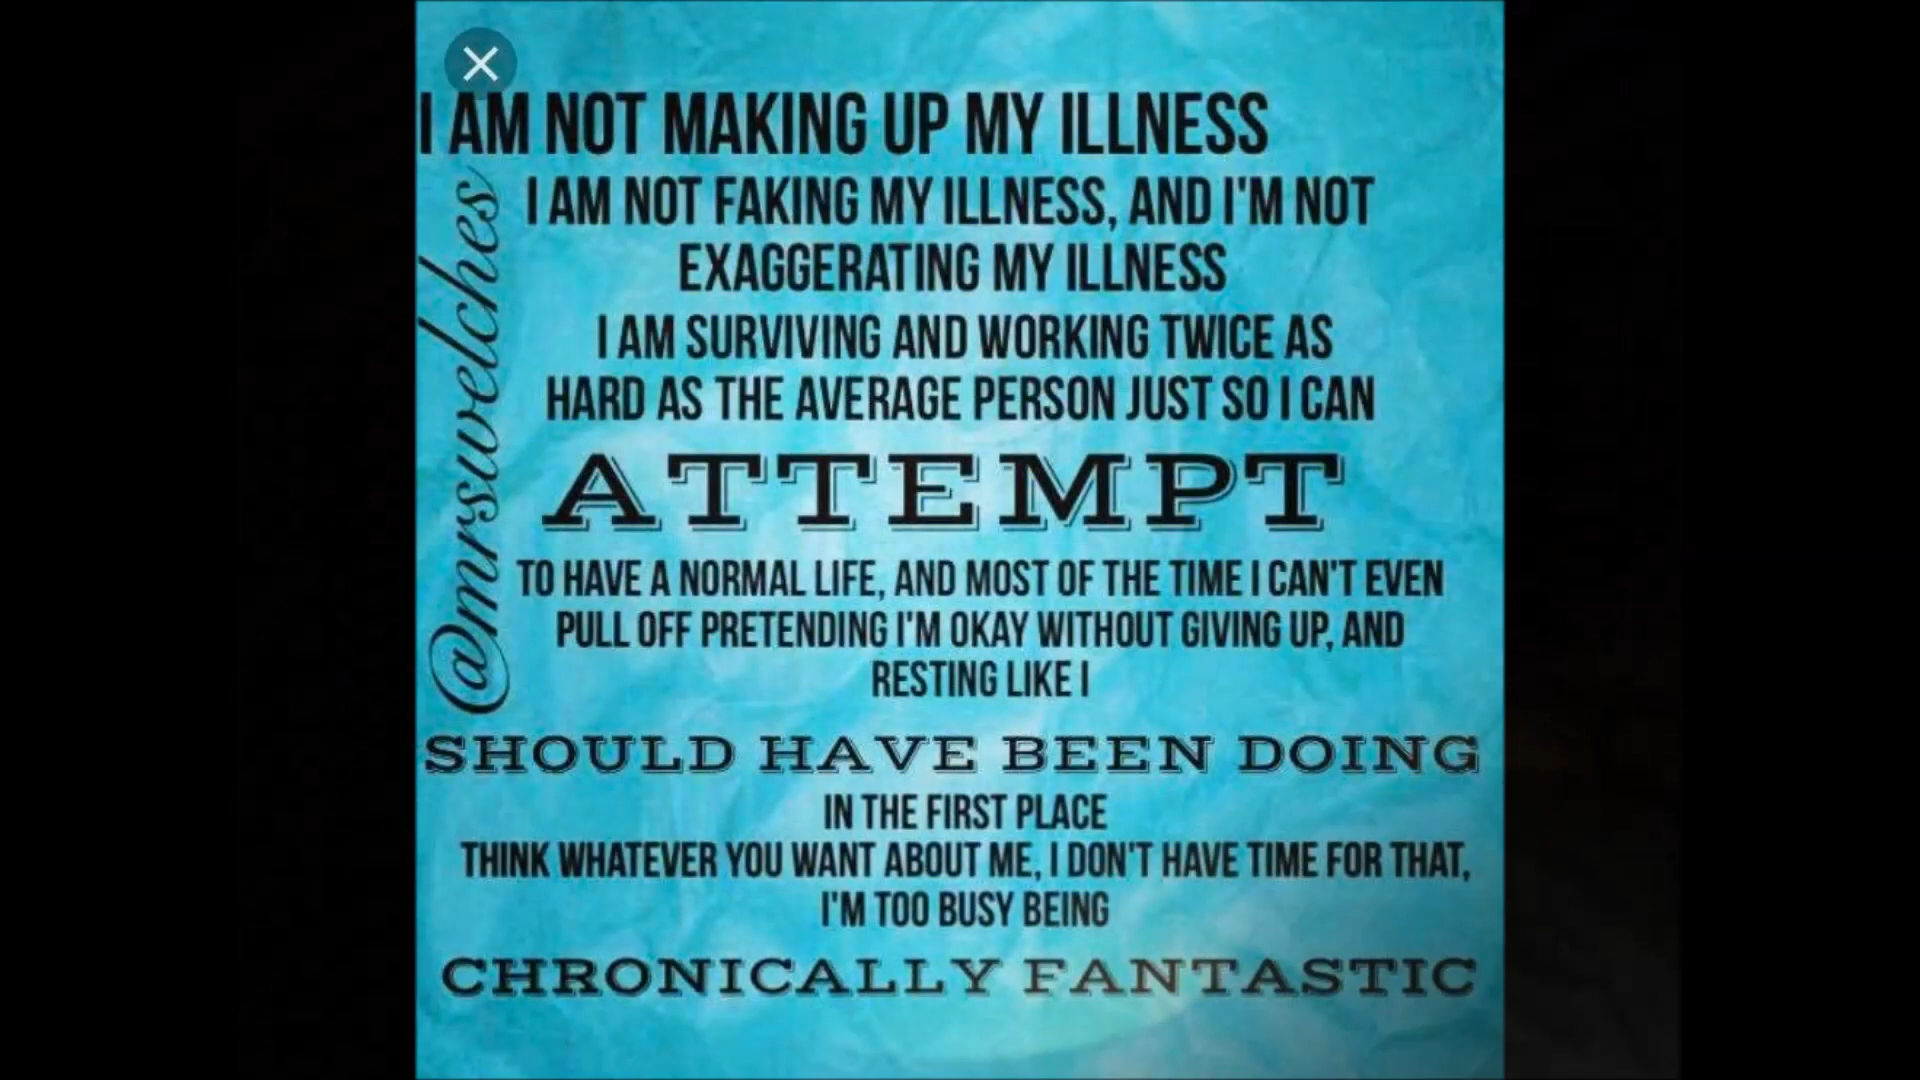 I AM NOT MAKING UP MY ILLNESS
I AM NOT FAKING MY ILLNESS, AND I'M NOT
EXAGGERATING MY ILLNESS
I AM SURVIVING AND WORKING TWICE AS
HARD AS THE AVERAGE PERSON JUST SO I CAN
ATTEMPT
TO HAVE A NORMAL LIFE, AND MOST OF THE TIME I CAN'T EVEN
PULL OFF PRETENDING I'M OKAY WITHOUT GIVING UP, AND
RESTING LIKE I
SHOULD HAVE BEEN DOING
IN THE FIRST PLACE
THINK WHATEVER YOU WANT ABOUT ME, I DON'T HAVE TIME FOR THAT,
I'M TOO BUSY BEING
CHRONICALLY FANTASTIC
@mrswelches